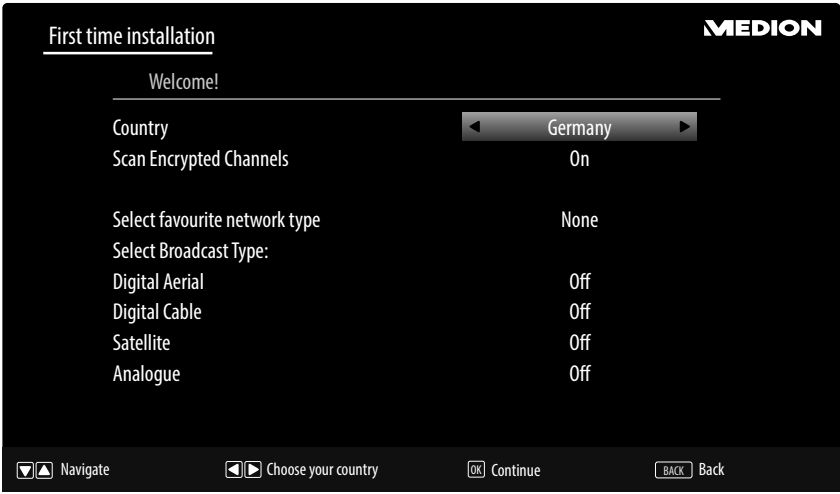 First time installation
MEDION
Welcome!
Country Germany
Scan Encrypted Channels On
Select favourite network type None
Select Broadcast Type:
Digital Aerial Off
Digital Cable Off
Satellite Off
Analogue Off
Navigate Choose your country OK Continue BACK Back